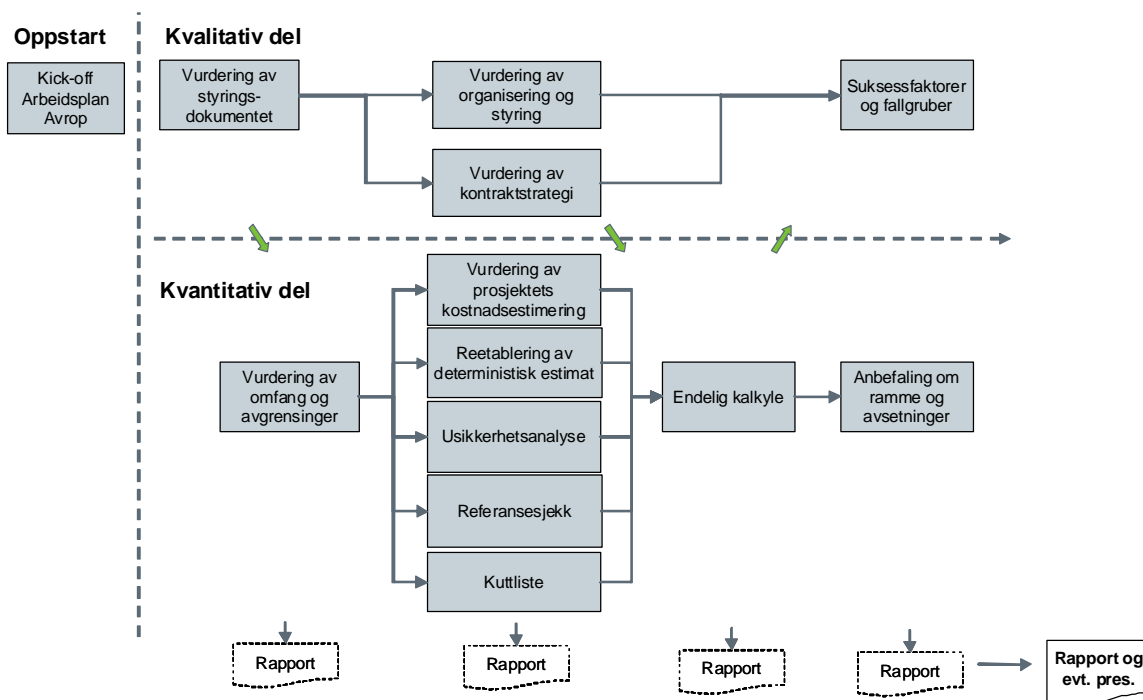 Oppstart
Kick-off
Arbeidsplan
Avrop
Kvalitativ del
Vurdering av
styrings-
dokumentet
Vurdering av
organisering og
styring
Vurdering av
kontraktstrategi
Suksessfaktorer
og fallgruber
Kvantitativ del
Vurdering av
omfang og
avgrensinger
Vurdering av
prosjektets
kostnadsestimering
Reetablering av
deterministisk estimat
Usikkerhetsanalyse
Referansesjekk
Kuttliste
Endelig kalkyle
Anbefaling om
ramme og
avsetninger
Rapport
Rapport
Rapport
Rapport
Rapport og
evt. pres.